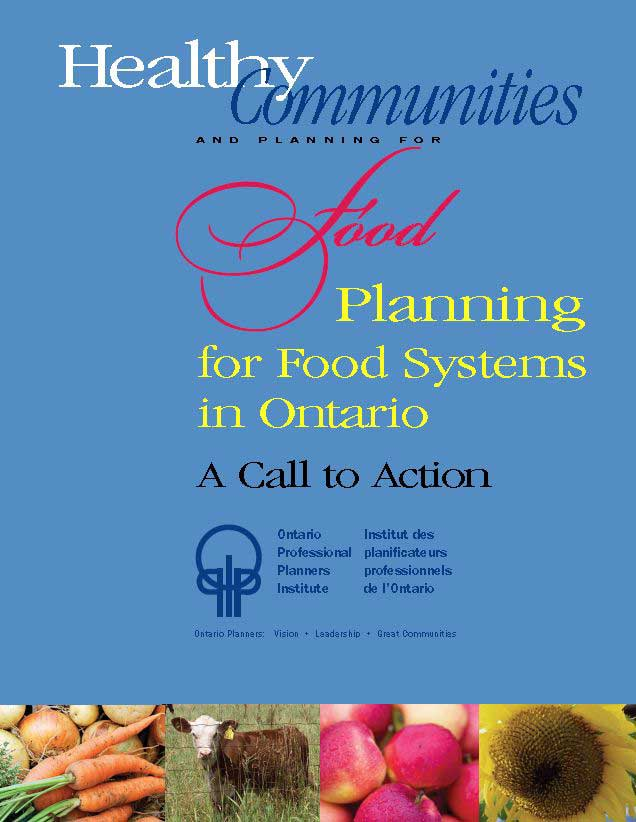 Healthy
Communities
AND PLANNING FOR
Food
Planning
for Food Systems
in Ontario
A Call to Action
Ontario
Professional
Planners
Institute
Institut des
planificateurs
professionnels
de l'Ontario
Ontario Planners: Vision • Leadership • Great Communities